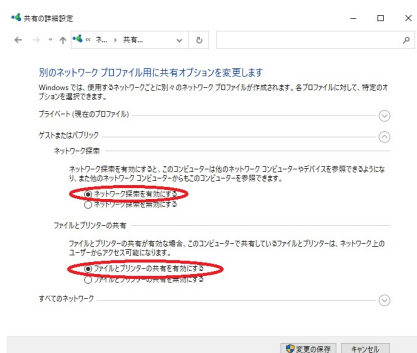 共有の詳細設定
« ネ... › 共有...
別のネットワーク プロファイル用に共有オプションを変更します
Windows では、使用するネットワークごとに別々のネットワーク プロファイルが作成されます。各プロファイルに対して、特定のオ
プションを選択できます。
プライベート (現在のプロファイル)
ゲストまたはパブリック
ネットワーク探索
ネットワーク探索を有効にすると、このコンピューターは他のネットワーク コンピューターやデバイスを参照できるようにな
り、また他のネットワーク コンピューターからもこのコンピューターを参照できます。
ネットワーク探索を有効にする
ネットワーク探索を無効にする
ファイルとプリンターの共有
ファイルとプリンターの共有が有効な場合、このコンピューターで共有しているファイルとプリンターは、ネットワーク上の
ユーザーからアクセス可能になります。
ファイルとプリンターの共有を有効にする
ファイルとプリンターの共有を無効にする
すべてのネットワーク
変更の保存 キャンセル